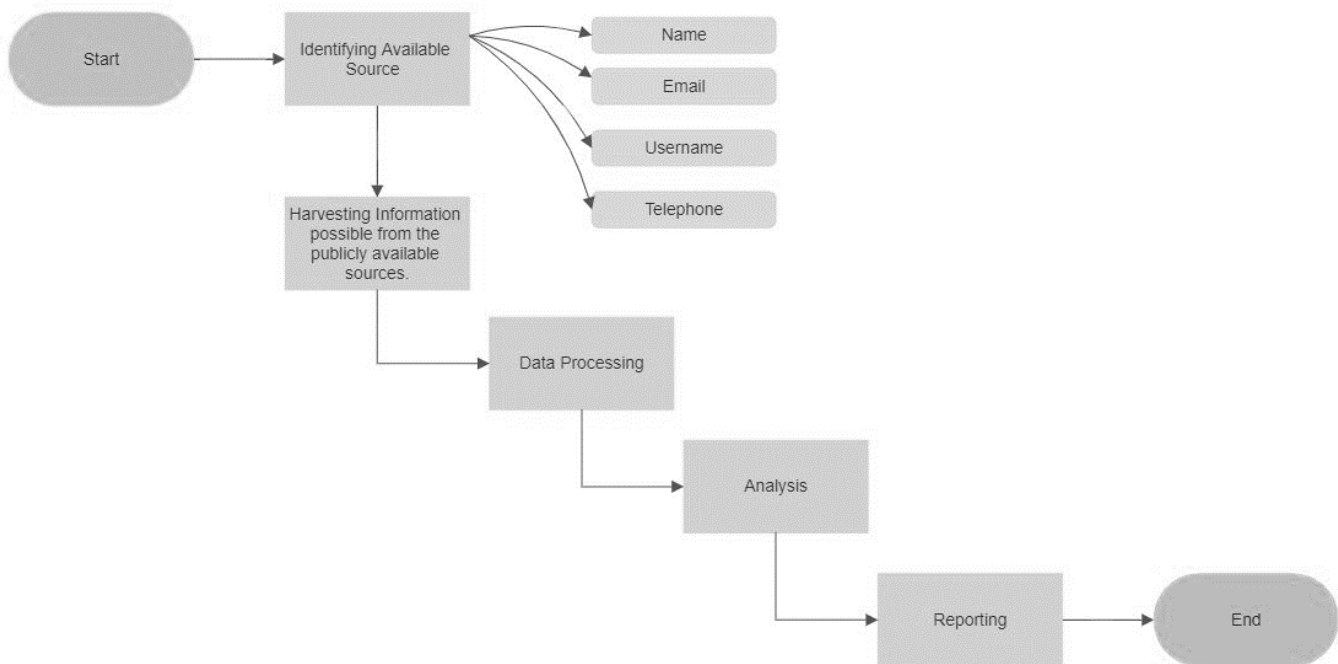 Start
Identifying Available
Source
Name
Email
Username
Telephone
Harvesting Information
possible from the
publicly available
sources.
Data Processing
Analysis
Reporting
End